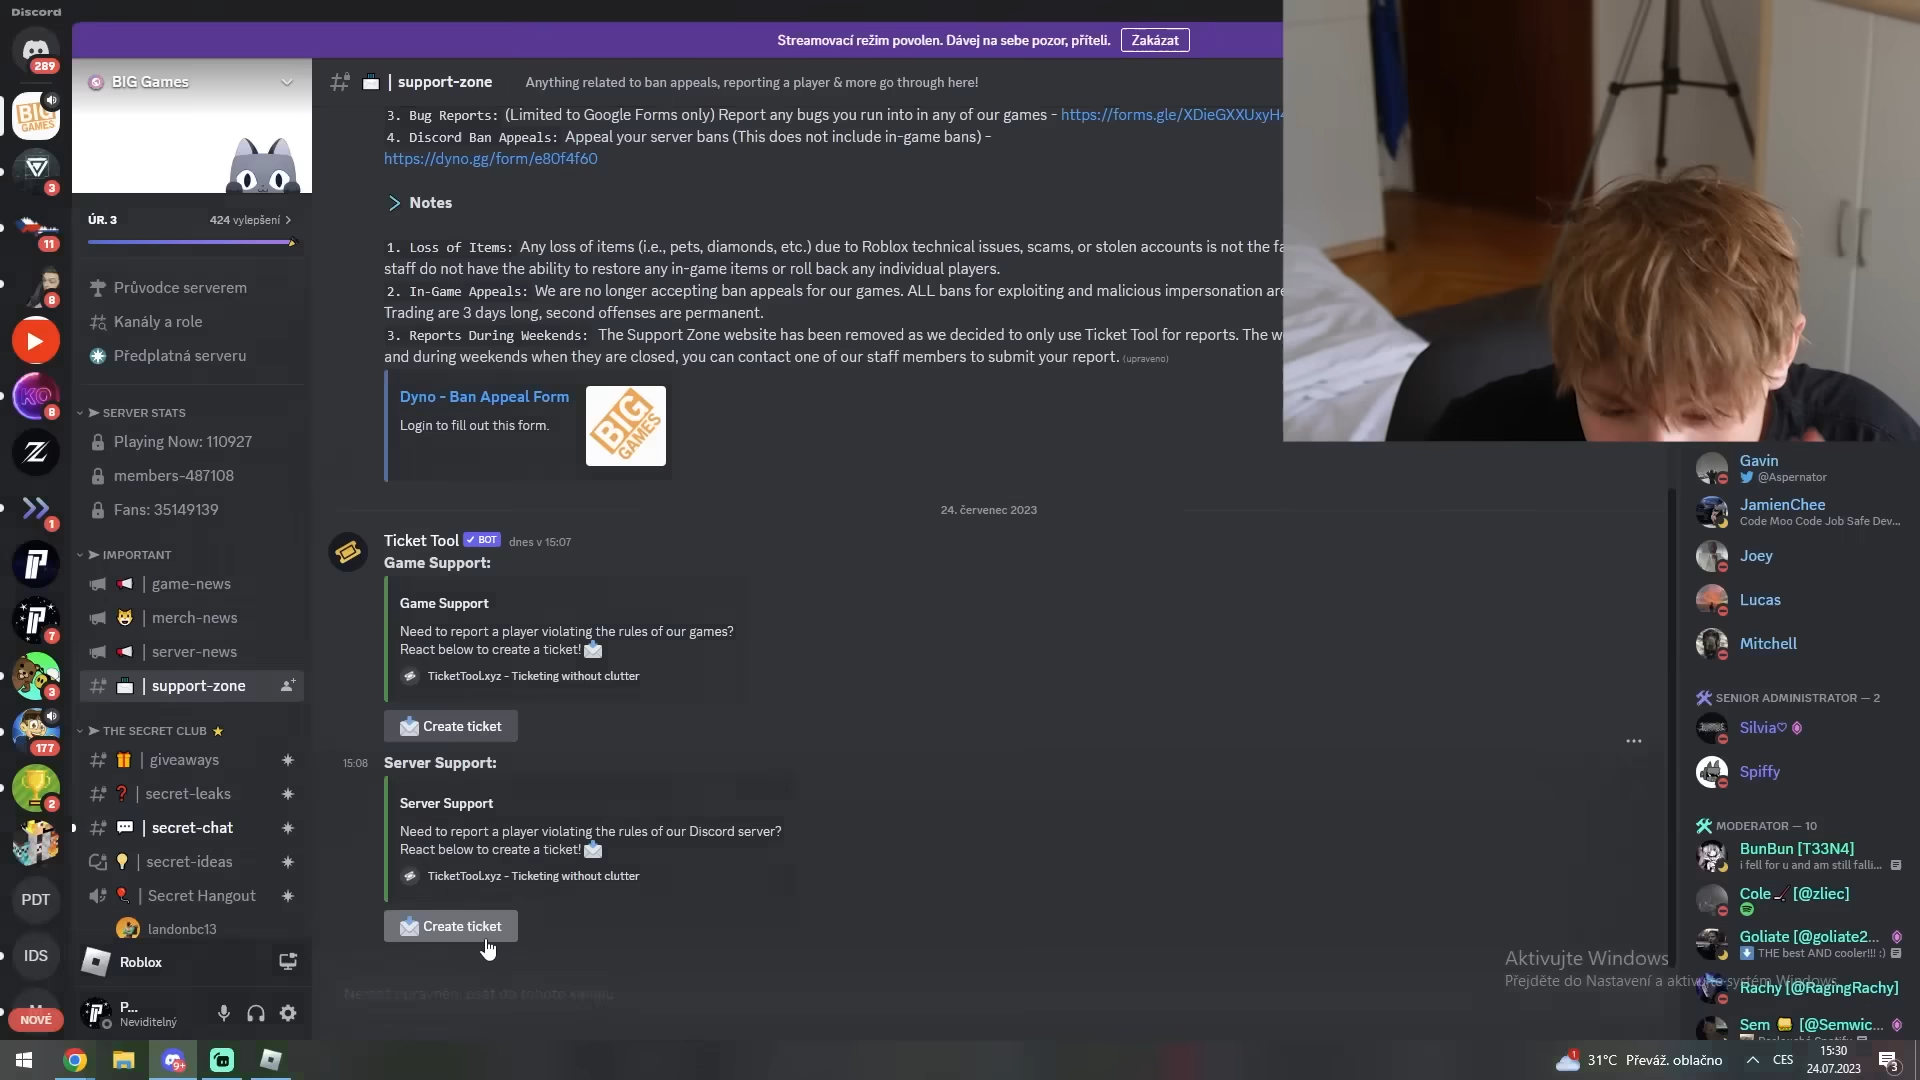 Discord
Streamovací režim povolen. Dávej na sebe pozor, příteli.
Zakázat
289
BIG GAMES
3
11
8
8
1
7
3
177
2
PDT
IDS
NOVÉ
BIG Games
ÚR. 3
424 vylepšení
Průvodce serverem
Kanály a role
Předplatná serveru
SERVER STATS
Playing Now: 110927
members-487108
Fans: 35149139
IMPORTANT
| game-news
| merch-news
| server-news
| support-zone
THE SECRET CLUB
| giveaways
| secret-leaks
| secret-chat
| secret-ideas
| Secret Hangout
landonbc13
Roblox
P...
Neviditelný
| support-zone
Anything related to ban appeals, reporting a player & more go through here!
3. Bug Reports: (Limited to Google Forms only) Report any bugs you run into in any of our games - https://forms.gle/XDieGXXUxyH
4. Discord Ban Appeals: Appeal your server bans (This does not include in-game bans) -
https://dyno.gg/form/e80f4f60
Notes
1. Loss of Items: Any loss of items (i.e., pets, diamonds, etc.) due to Roblox technical issues, scams, or stolen accounts is not the fa
staff do not have the ability to restore any in-game items or roll back any individual players.
2. In-Game Appeals: We are no longer accepting ban appeals for our games. ALL bans for exploiting and malicious impersonation are
Trading are 3 days long, second offenses are permanent.
3. Reports During Weekends: The Support Zone website has been removed as we decided to only use Ticket Tool for reports. The w
and during weekends when they are closed, you can contact one of our staff members to submit your report. (upraveno)
Dyno - Ban Appeal Form
Login to fill out this form.
BIG GAMES
24. červenec 2023
Ticket Tool BOT dnes v 15:07
Game Support:
Game Support
Need to report a player violating the rules of our games?
React below to create a ticket!
TicketTool.xyz - Ticketing without clutter
Create ticket
15:08
Server Support:
Server Support
Need to report a player violating the rules of our Discord server?
React below to create a ticket!
TicketTool.xyz - Ticketing without clutter
Create ticket
Gavin
@Aspernator
JamienChee
Code Moo Code Job Safe Dev...
Joey
Lucas
Mitchell
SENIOR ADMINISTRATOR — 2
Silvia♡
Spiffy
MODERATOR — 10
BunBun [T33N4]
i fell for u and am still falli...
Cole [@zliec]
Goliate [@goliate2...
THE best AND cooler!!! :)
Rachy [@RagingRachy]
Sem [@Semwic...
Aktivujte Windows
Přejděte do Nastavení a aktivujte systém Windows.
9+
31°C Převáž. oblačno
CES
15:30
24.07.2023
3